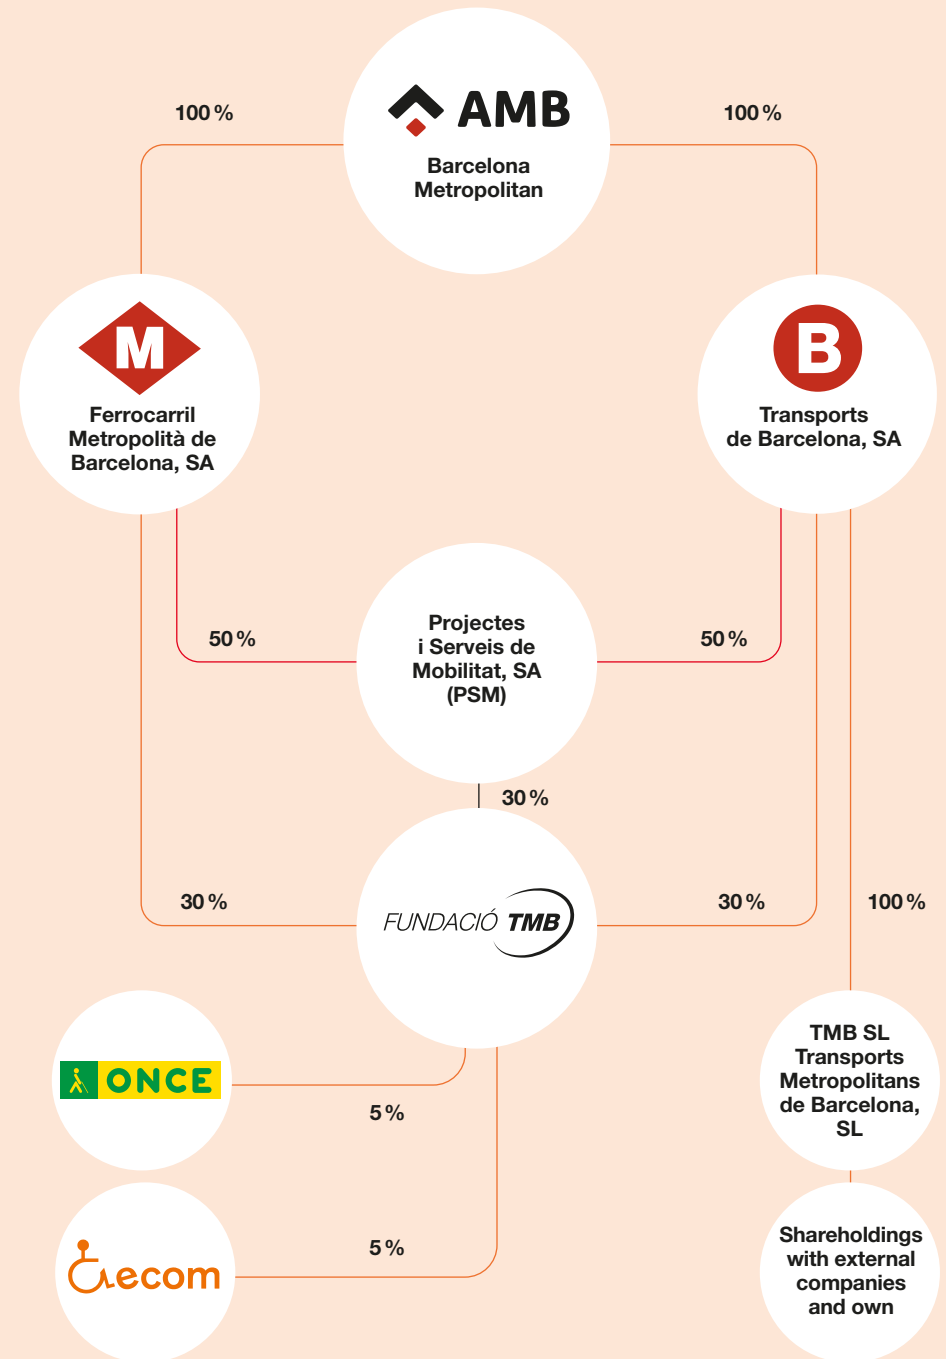 AMB
100 %
100 %
Barcelona
Metropolitan
M
B
Ferrocarril
Metropolità de
Barcelona, SA
Transports
de Barcelona, SA
Projectes
i Serveis de
Mobilitat, SA
(PSM)
50 %
50 %
30 %
30 %
30 %
100 %
FUNDACIÓ TMB
ONCE
5 %
TMB SL
Transports
Metropolitans
de Barcelona,
SL
ecom
5 %
Shareholdings
with external
companies
and own